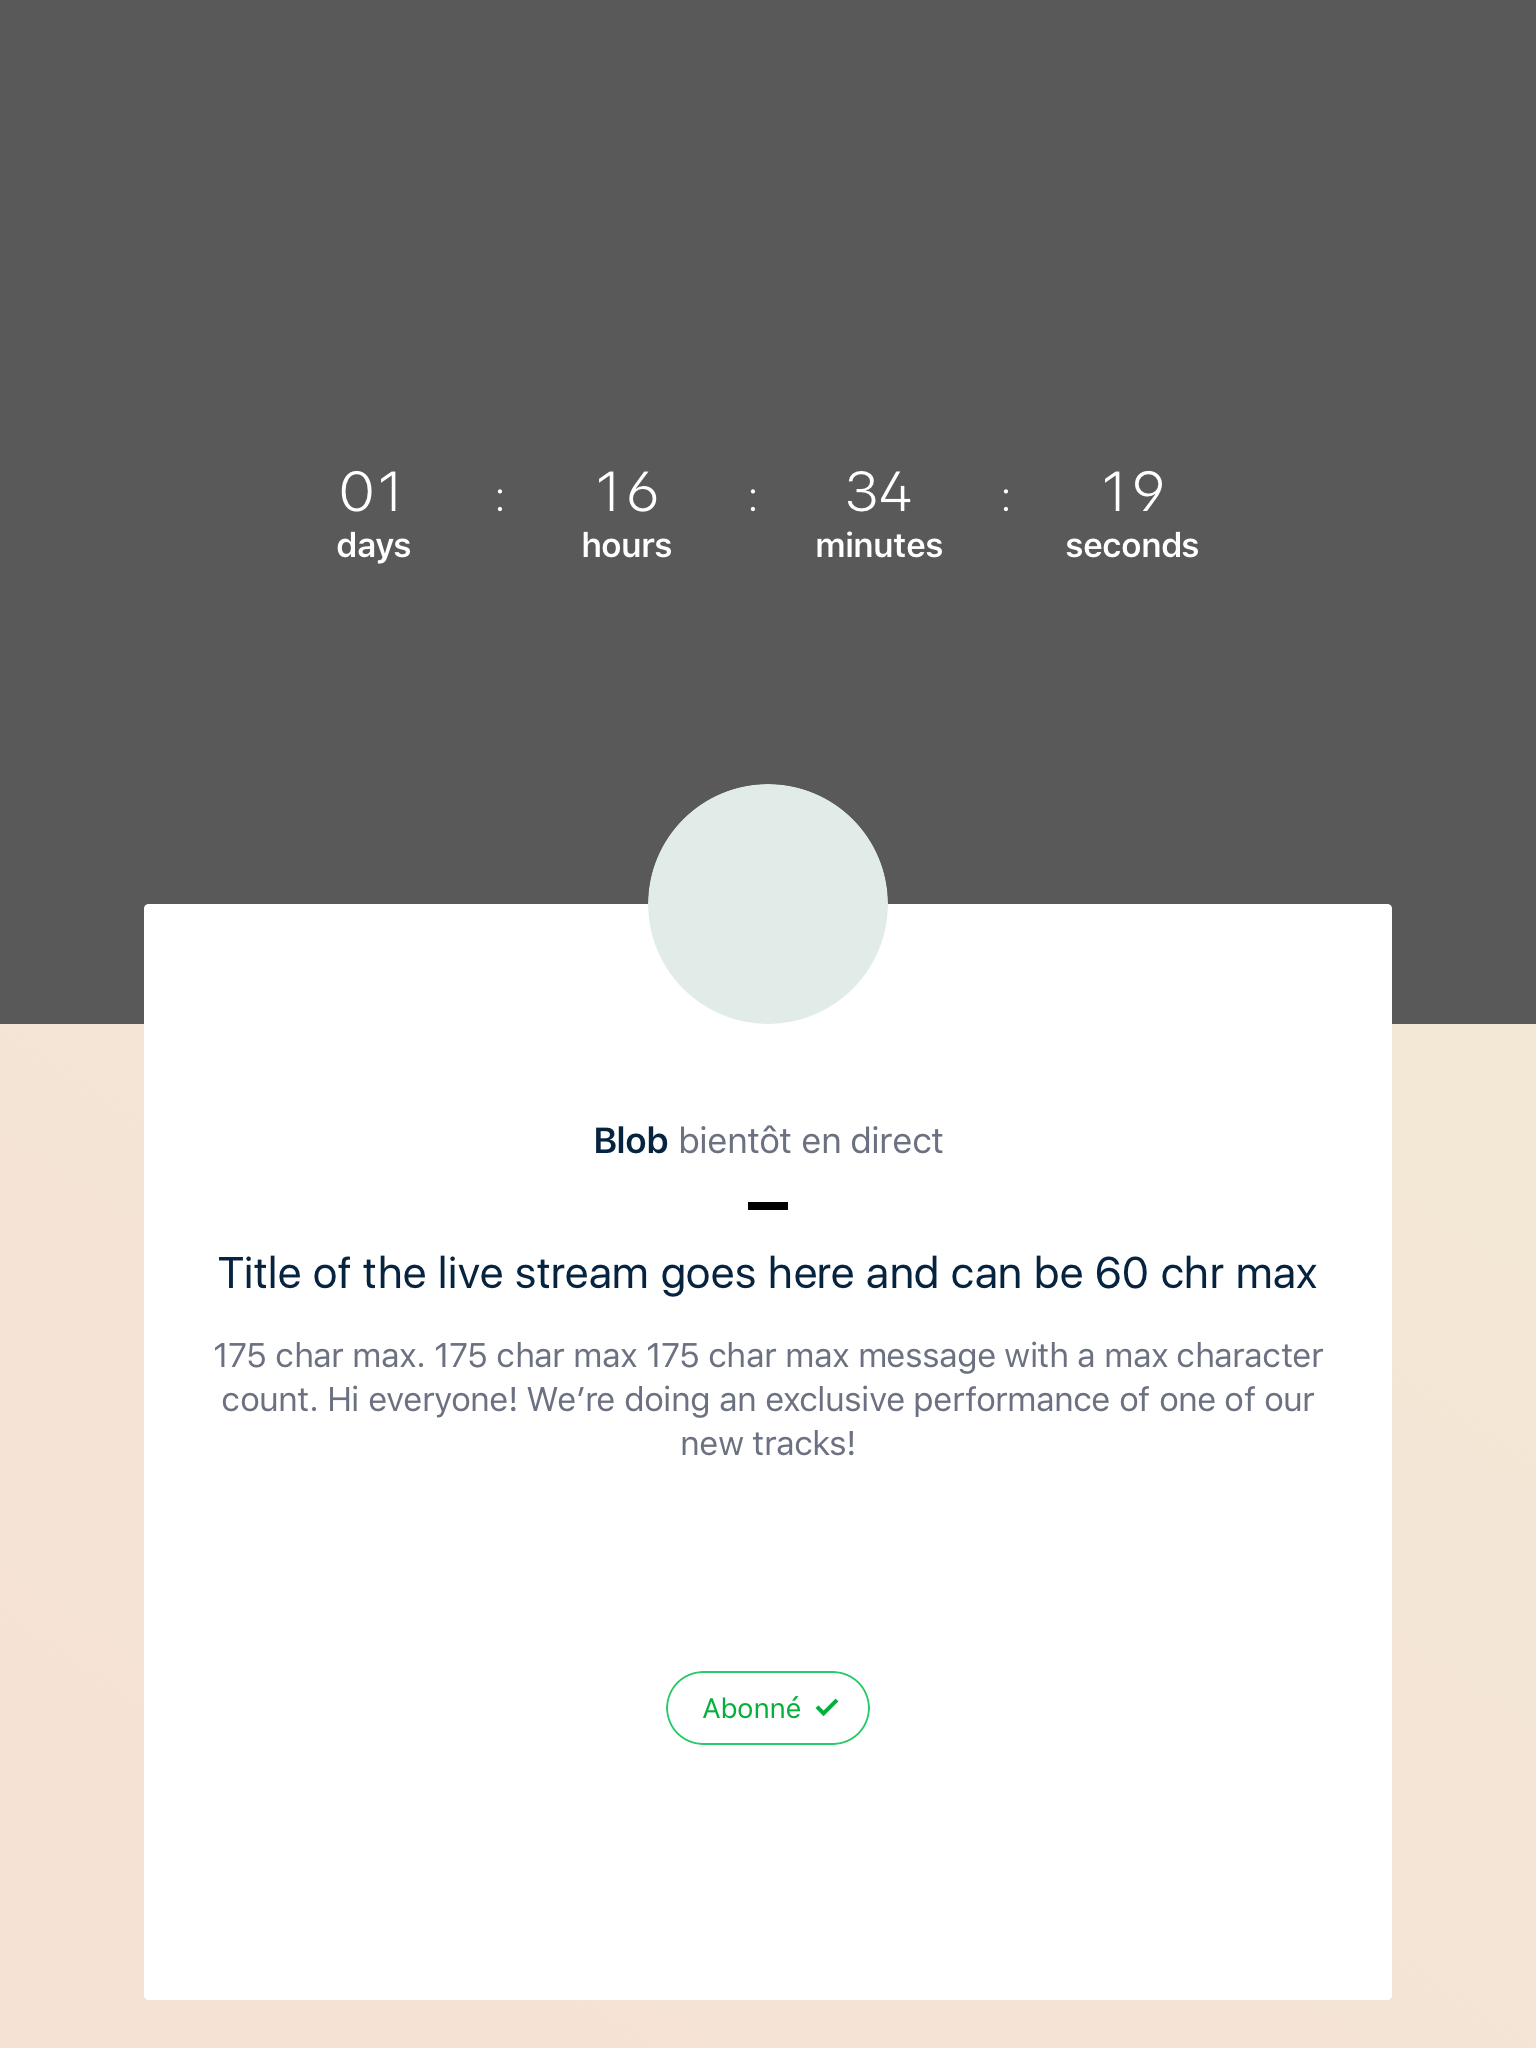 01 : 16 : 34 : 19
days hours minutes seconds
Blob bientôt en direct
Title of the live stream goes here and can be 60 chr max
175 char max. 175 char max 175 char max message with a max character
count. Hi everyone! We’re doing an exclusive performance of one of our
new tracks!
Abonné